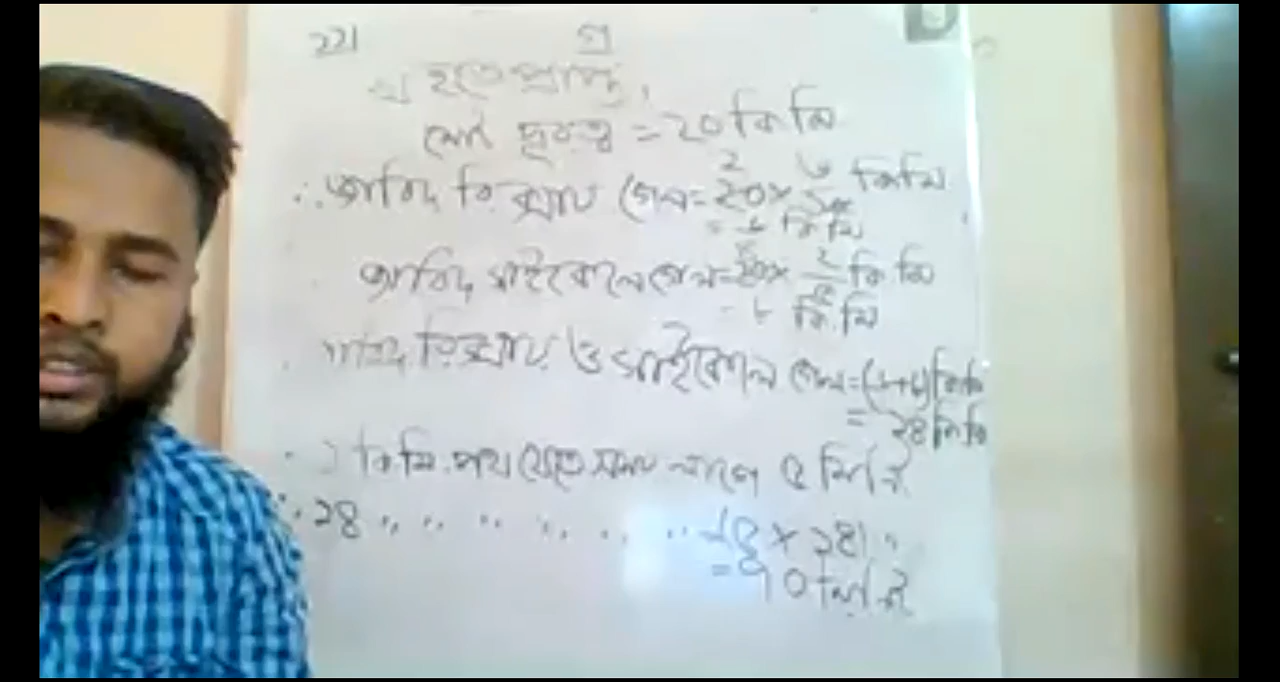 ২২। গ
খ হতে প্রাপ্ত,
মোট দূরত্ব = ২০ কি.মি
∴ আবিদ রিক্সায় গেল = ২০ × ৩/১০ কি.মি
= ৬ কি.মি
আবিদ সাইকেলে গেল = ২০ × ২/৫ কি.মি
= ৮ কি.মি
আবিদ রিক্সায় ও সাইকেলে গেল = (৬+৮) কি.মি
= ১৪ কি.মি
১ কি.মি. পথ যেতে সময় লাগে ৫ মিনিট
∴ ১৪ " " " " " " (৫ × ১৪) "
= ৭০ মিনিট